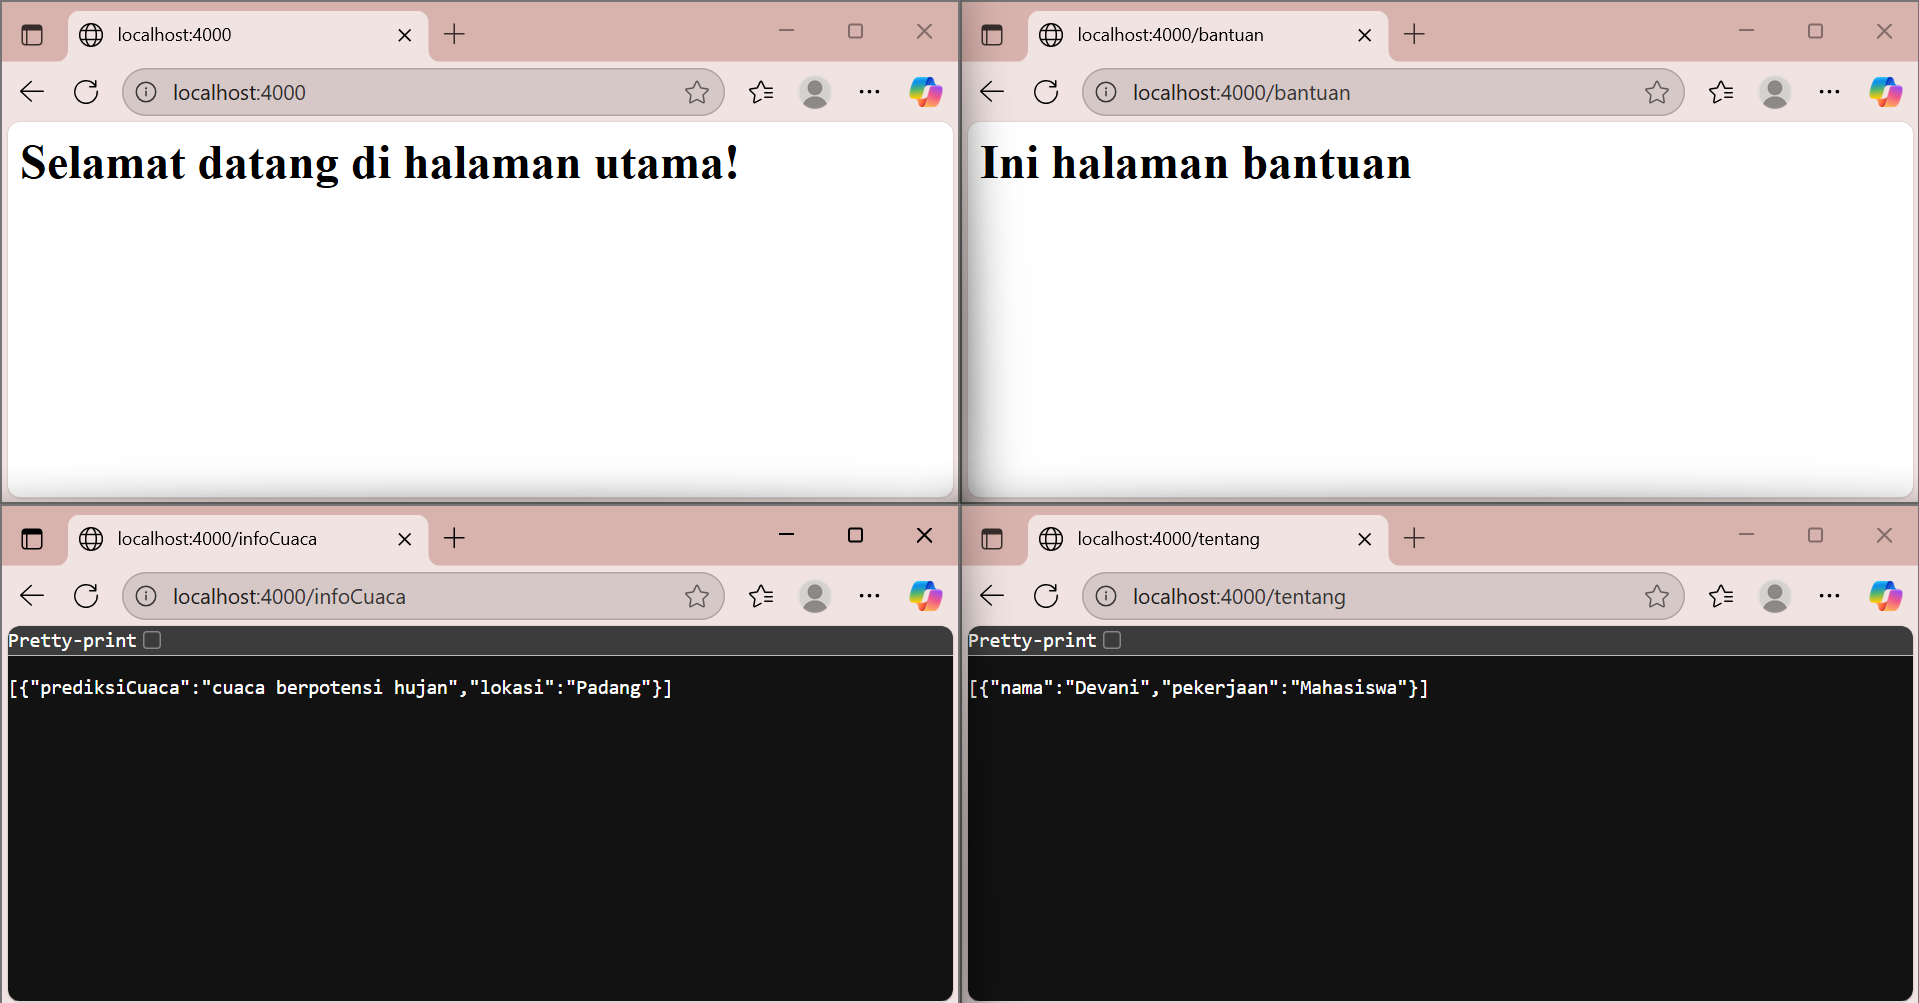 localhost:4000
localhost:4000
Selamat datang di halaman utama!
localhost:4000/bantuan
localhost:4000/bantuan
Ini halaman bantuan
localhost:4000/infoCuaca
localhost:4000/infoCuaca
Pretty-print
[{"prediksiCuaca":"cuaca berpotensi hujan","lokasi":"Padang"}]
localhost:4000/tentang
localhost:4000/tentang
Pretty-print
[{"nama":"Devani","pekerjaan":"Mahasiswa"}]